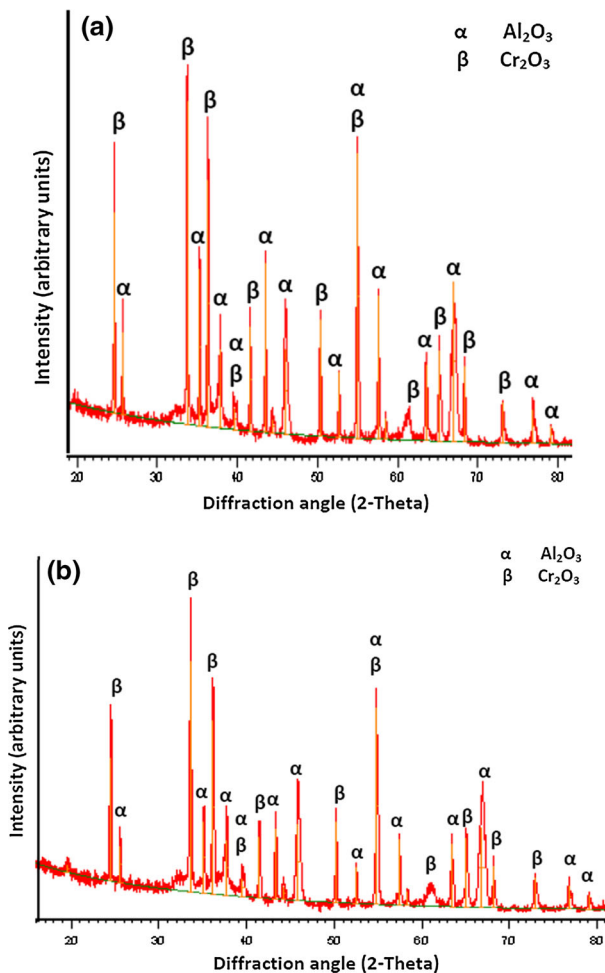 (a)
α Al₂O₃
β Cr₂O₃
β
α
β
α
β
α
α
β
β
α
α
β
α
α
β
α
β
α
β
α
β
β
α
α
Intensity (arbitrary units)
20 30 40 50 60 70 80
Diffraction angle (2-Theta)
(b)
α Al₂O₃
β Cr₂O₃
β
α
β
α
β
α
α
β
β
α
α
β
α
α
β
α
β
α
β
α
β
β
α
α
Intensity (arbitrary units)
20 30 40 50 60 70 80
Diffraction angle (2-Theta)